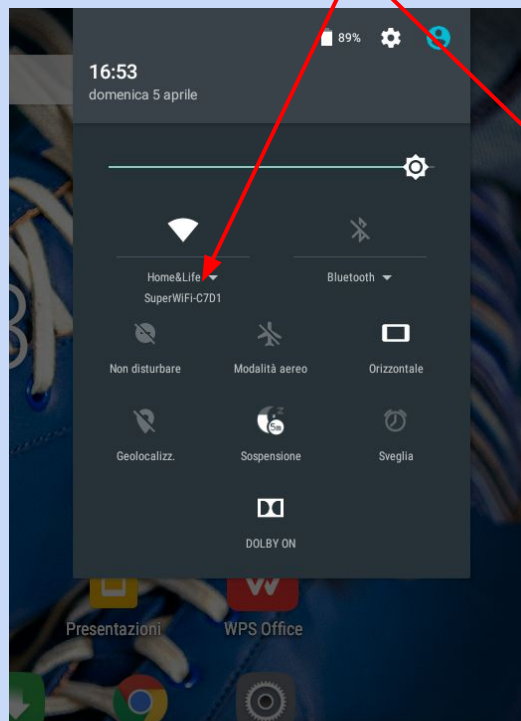 89%
16:53
domenica 5 aprile
Home&Life
SuperWiFi-C7D1
Bluetooth
Non disturbare
Modalità aereo
Orizzontale
Geolocalizz.
5m
Sospensione
Sveglia
DOLBY ON
Presentazioni
WPS Office